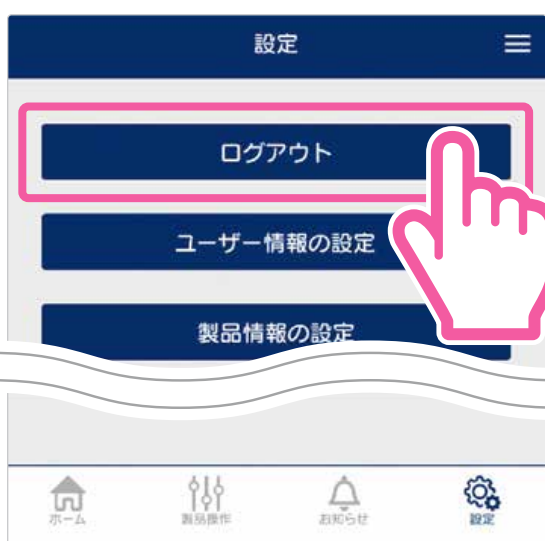 設定
ログアウト
ユーザー情報の設定
製品情報の設定
ホーム
製品操作
お知らせ
設定